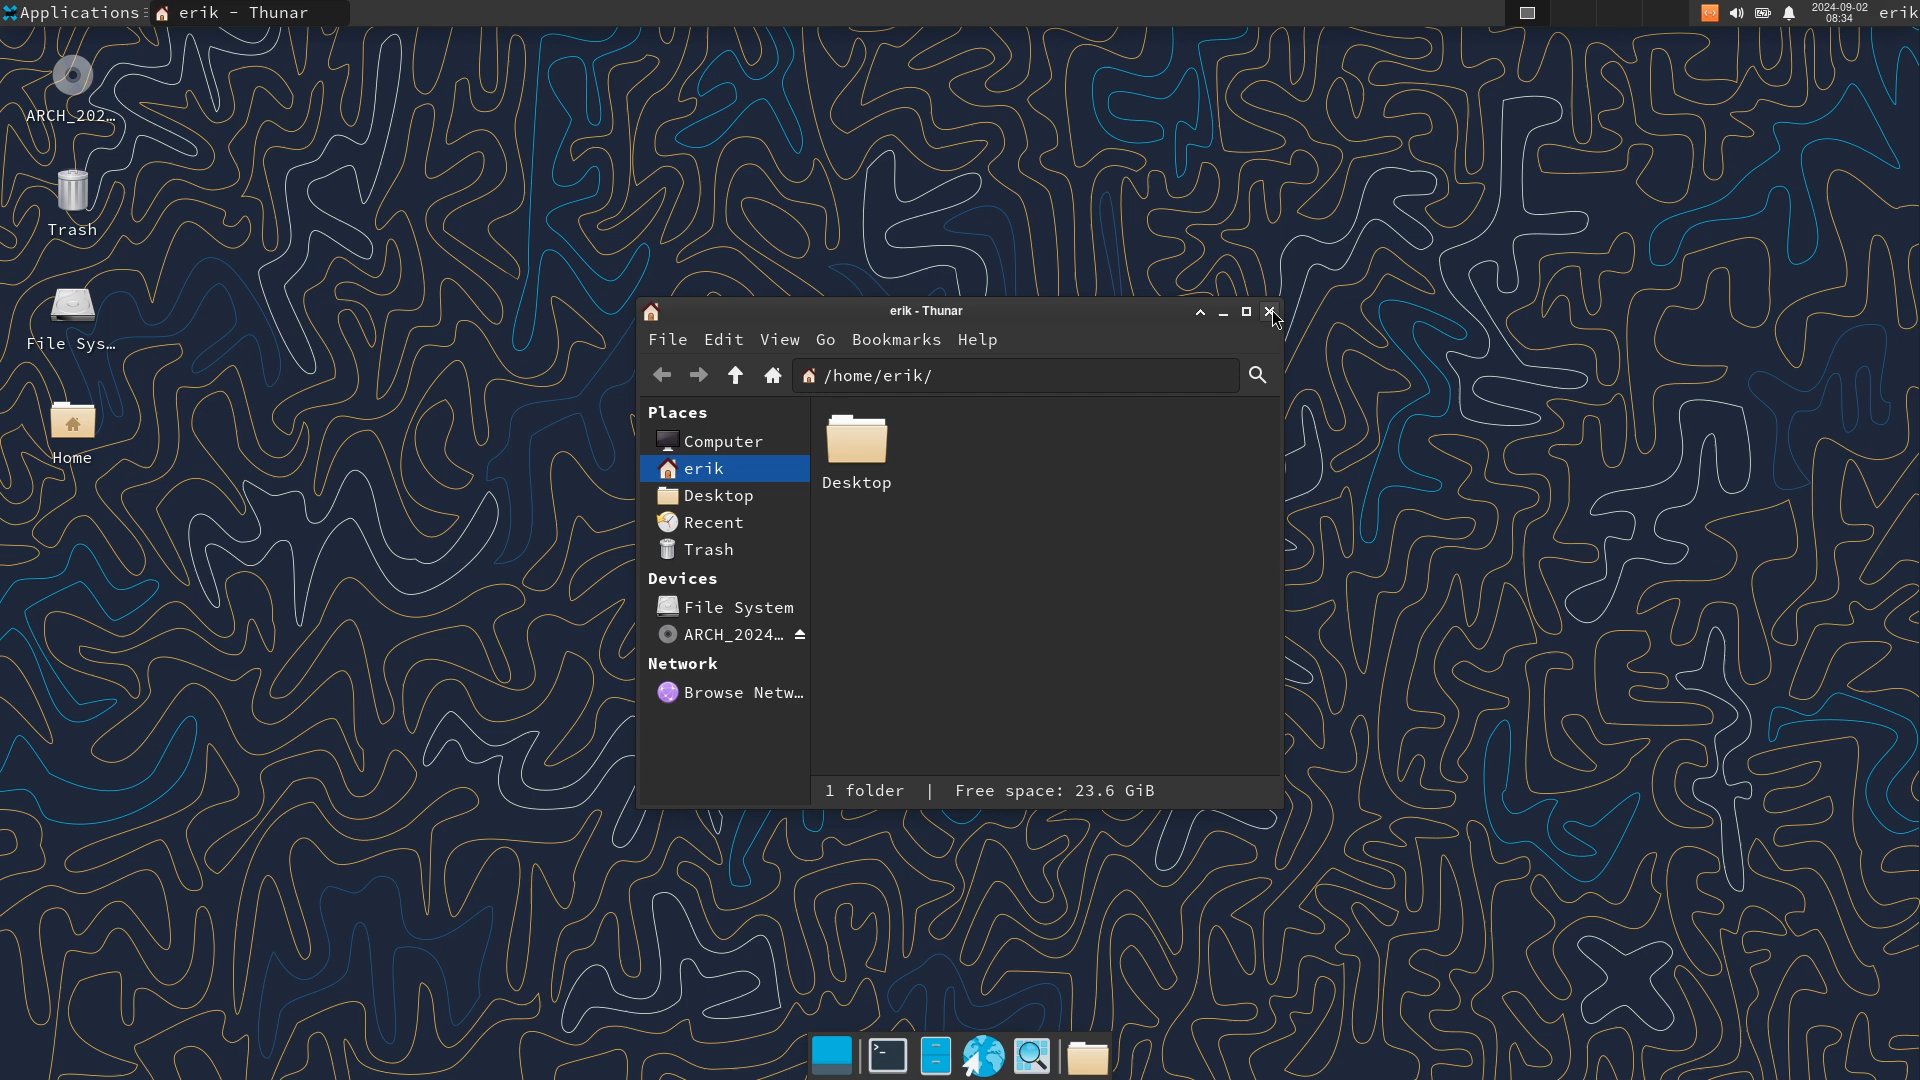 Applications
erik - Thunar
2024-09-02
08:34
erik
ARCH_202…
Trash
File Sys…
Home
erik - Thunar
File Edit View Go Bookmarks Help
/home/erik/
Places
Computer
erik
Desktop
Recent
Trash
Devices
File System
ARCH_2024…
Network
Browse Netw…
Desktop
1 folder | Free space: 23.6 GiB